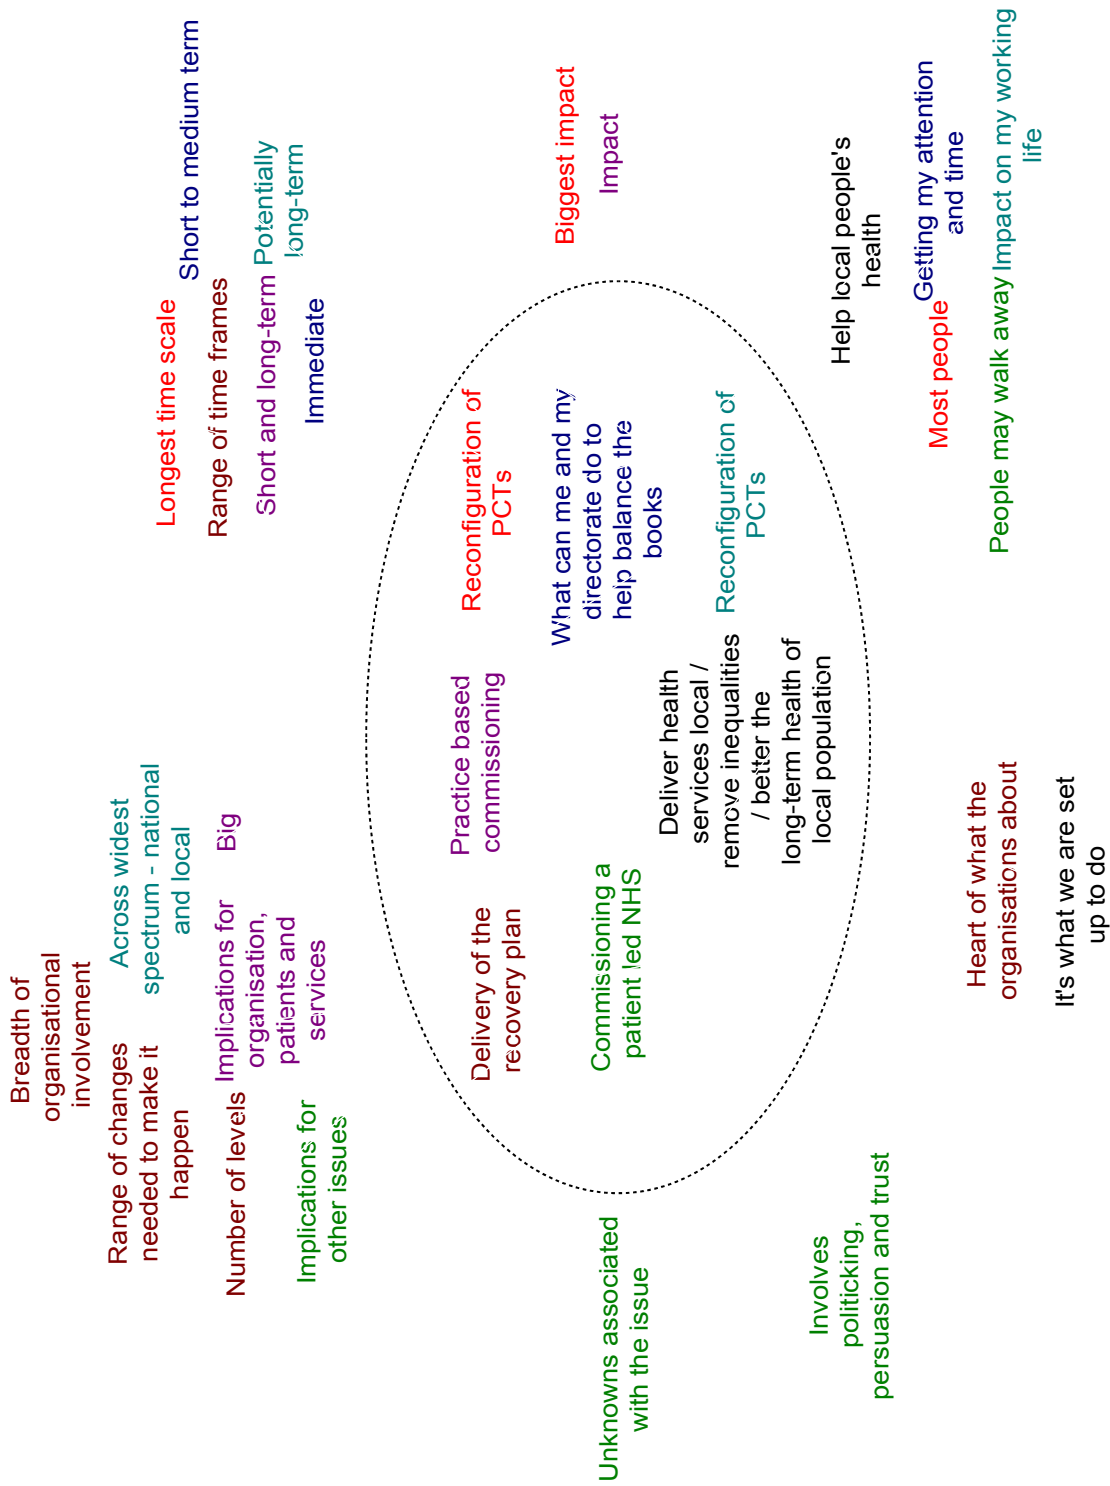 Breadth of
organisational
involvement
Range of changes
needed to make it
happen
Across widest
spectrum - national
and local
Number of levels
Implications for
organisation,
patients and
services
Big
Implications for
other issues
Longest time scale
Short to medium term
Range of time frames
Short and long-term
Potentially
long-term
Immediate
Delivery of the
recovery plan
Practice based
commissioning
Reconfiguration of
PCTs
What can me and my
directorate do to
help balance the
books
Commissioning a
patient led NHS
Deliver health
services local /
remove inequalities
/ better the
long-term health of
local population
Reconfiguration of
PCTs
Biggest impact
Impact
Unknowns associated
with the issue
Involves
politicking,
persuasion and trust
Help local people's
health
Getting my attention
and time
Most people
People may walk away
Impact on my working
life
Heart of what the
organisations about
It's what we are set
up to do